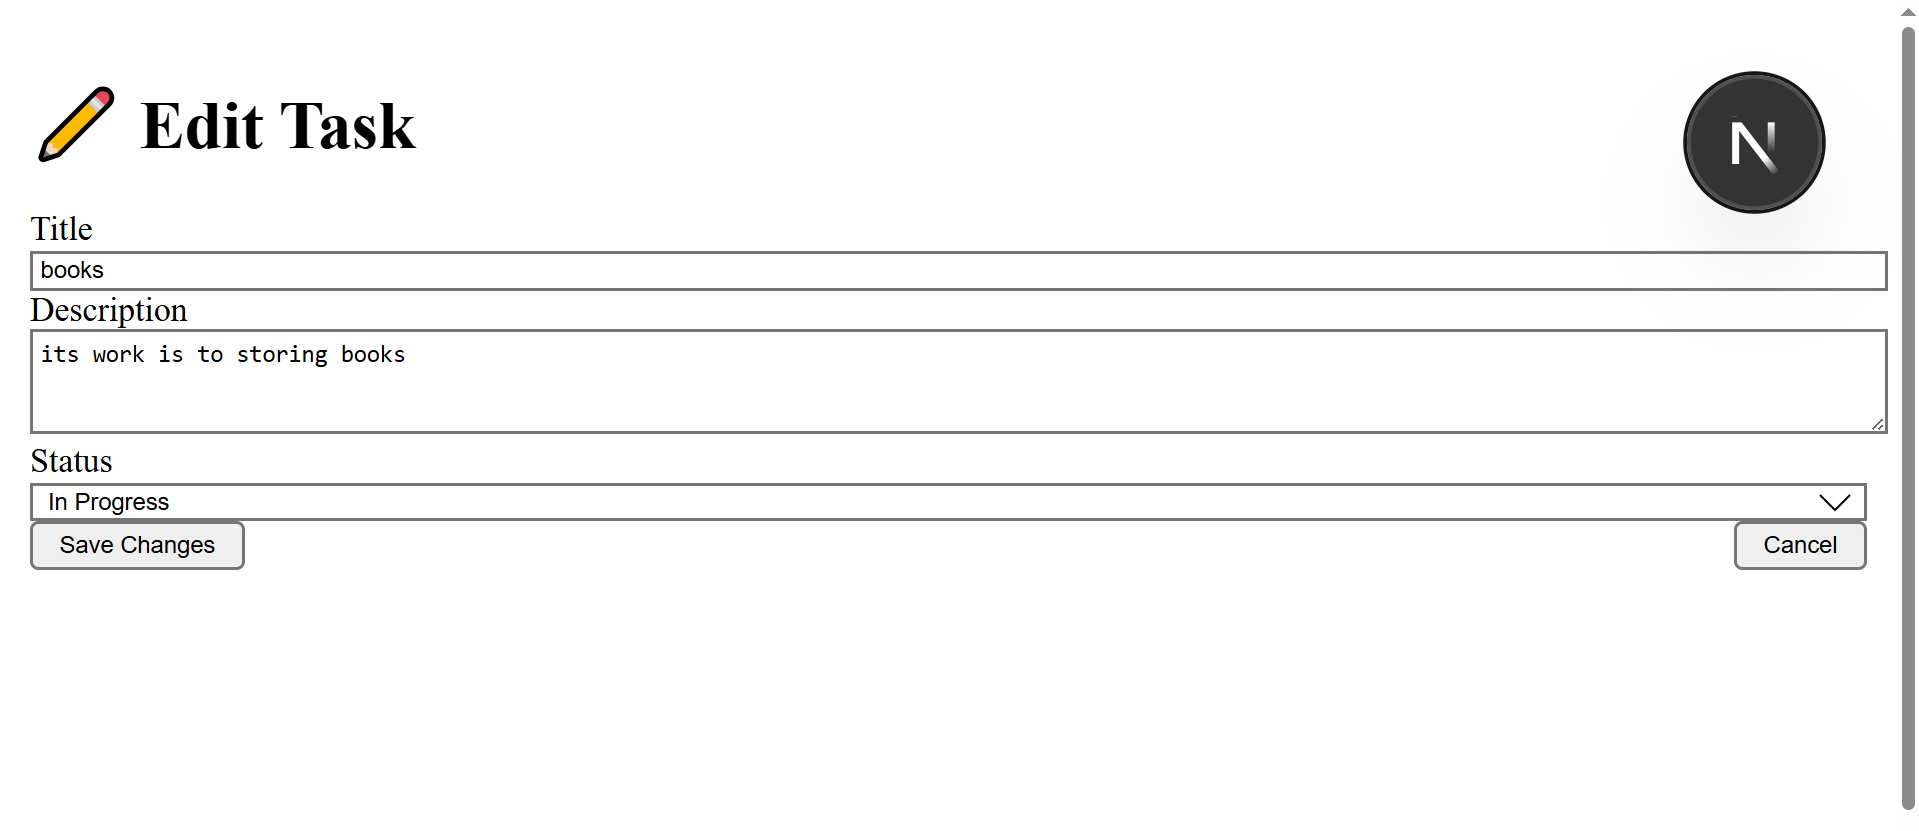 Edit Task
N
Title
books
Description
its work is to storing books
Status
In Progress
Save Changes
Cancel